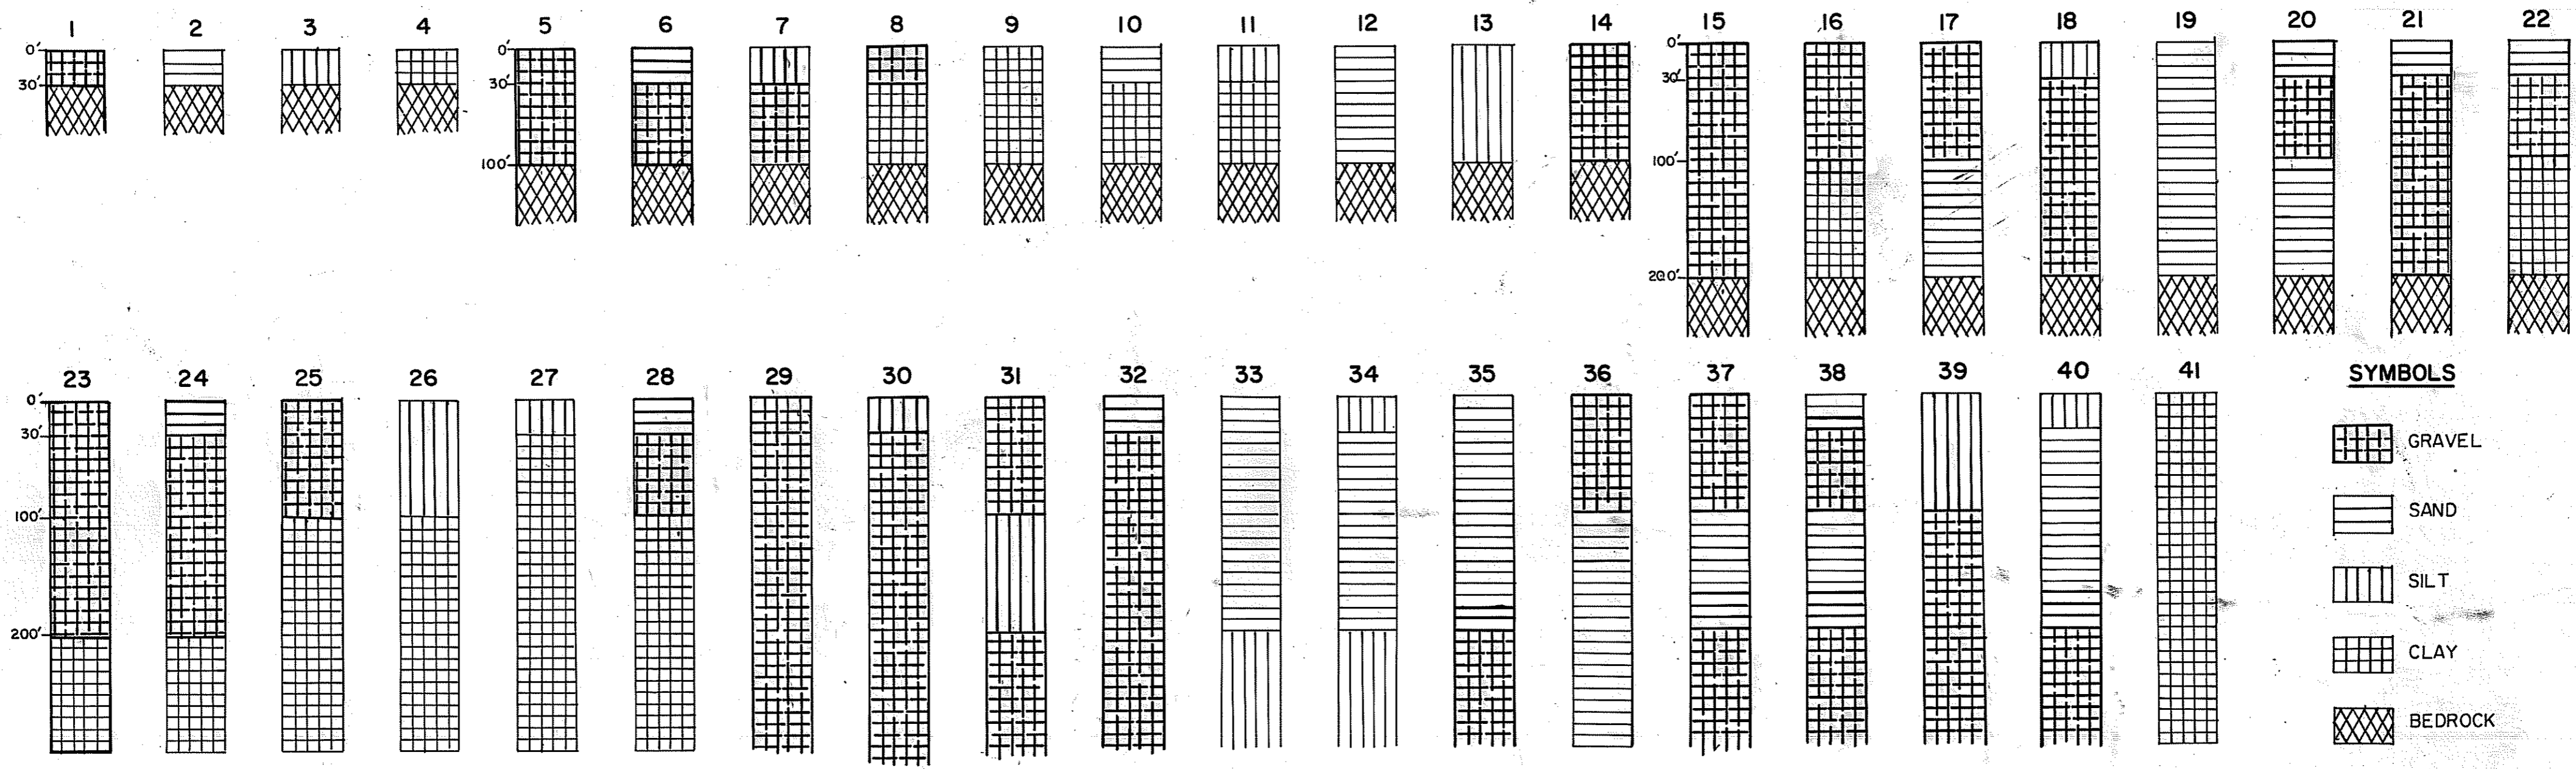 1 2 3 4 5 6 7 8 9 10 11 12 13 14 15 16 17 18 19 20 21 22
0' 0' 0'
30' 30' 30'
100' 100'
200'
23 24 25 26 27 28 29 30 31 32 33 34 35 36 37 38 39 40 41
0'
30'
100'
200'
SYMBOLS
GRAVEL
SAND
SILT
CLAY
BEDROCK